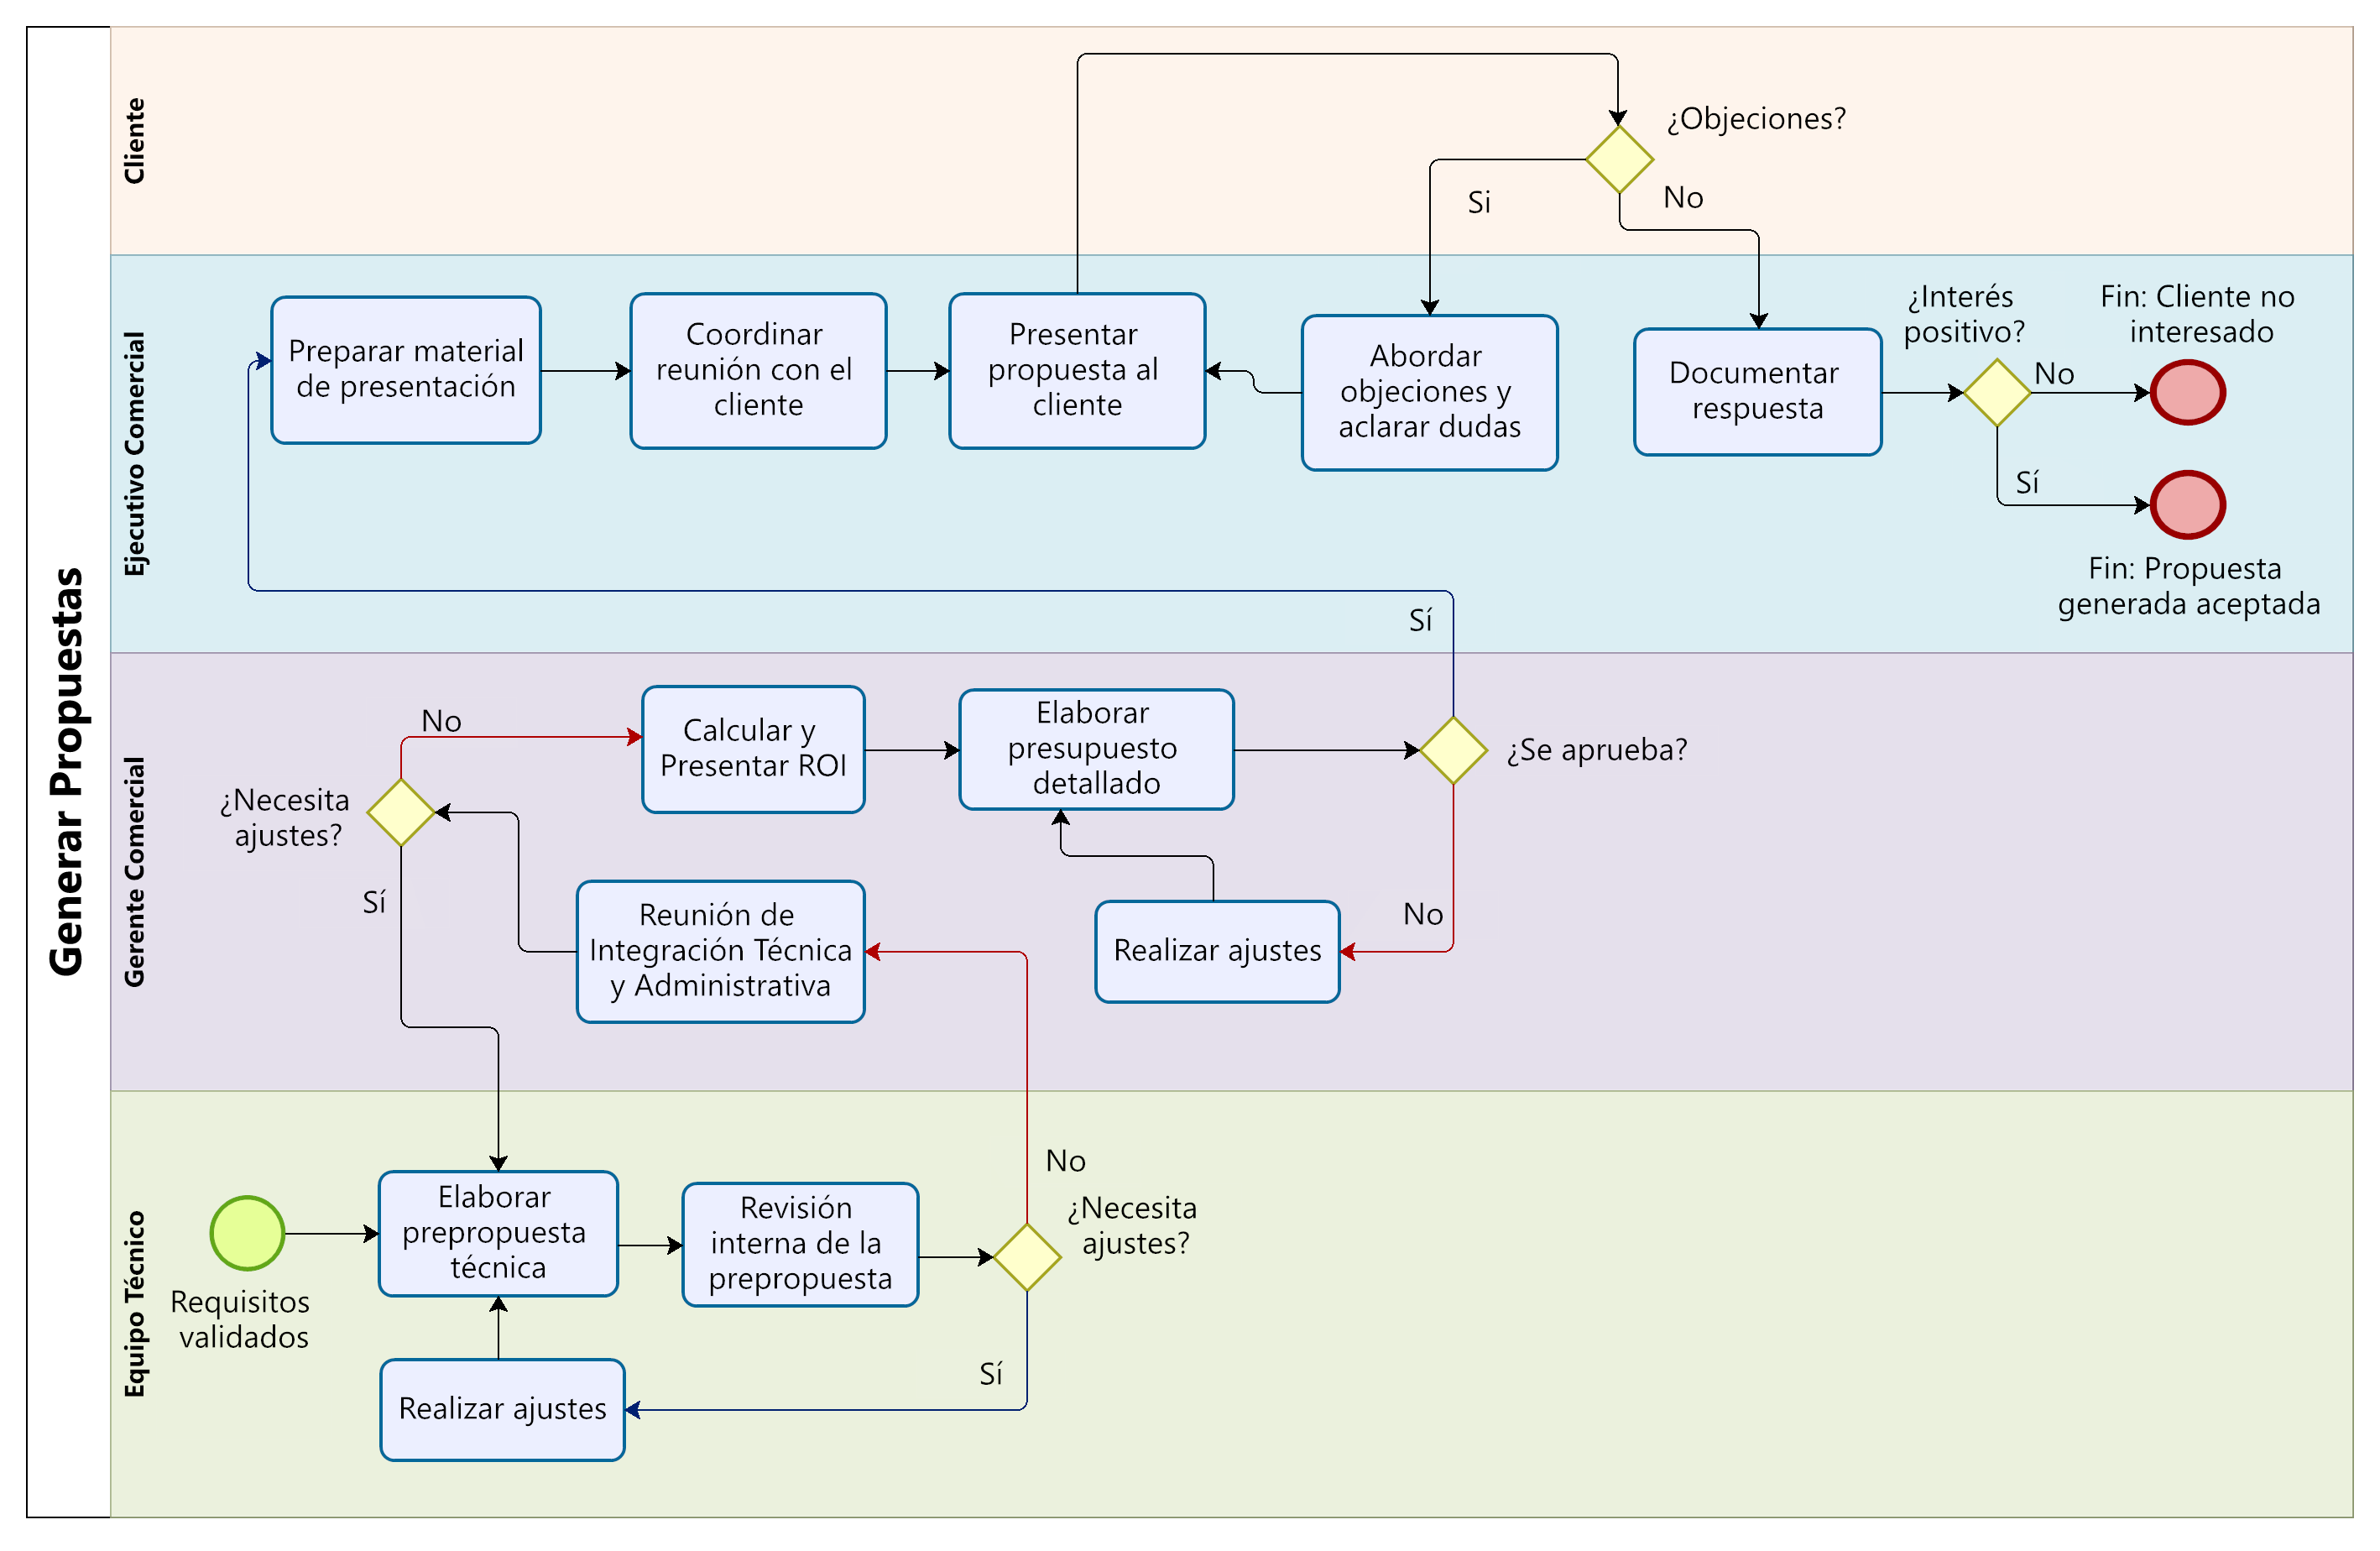 Generar Propuestas
Cliente
¿Objeciones?
Si
No
Ejecutivo Comercial
Preparar material
de presentación
Coordinar
reunión con el
cliente
Presentar
propuesta al
cliente
Abordar
objeciones y
aclarar dudas
Documentar
respuesta
¿Interés
positivo?
No
Sí
Fin: Cliente no
interesado
Fin: Propuesta
generada aceptada
Sí
Gerente Comercial
No
¿Necesita
ajustes?
Sí
Calcular y
Presentar ROI
Elaborar
presupuesto
detallado
¿Se aprueba?
No
Reunión de
Integración Técnica
y Administrativa
Realizar ajustes
Equipo Técnico
Requisitos
validados
Elaborar
prepropuesta
técnica
Revisión
interna de la
prepropuesta
No
¿Necesita
ajustes?
Sí
Realizar ajustes